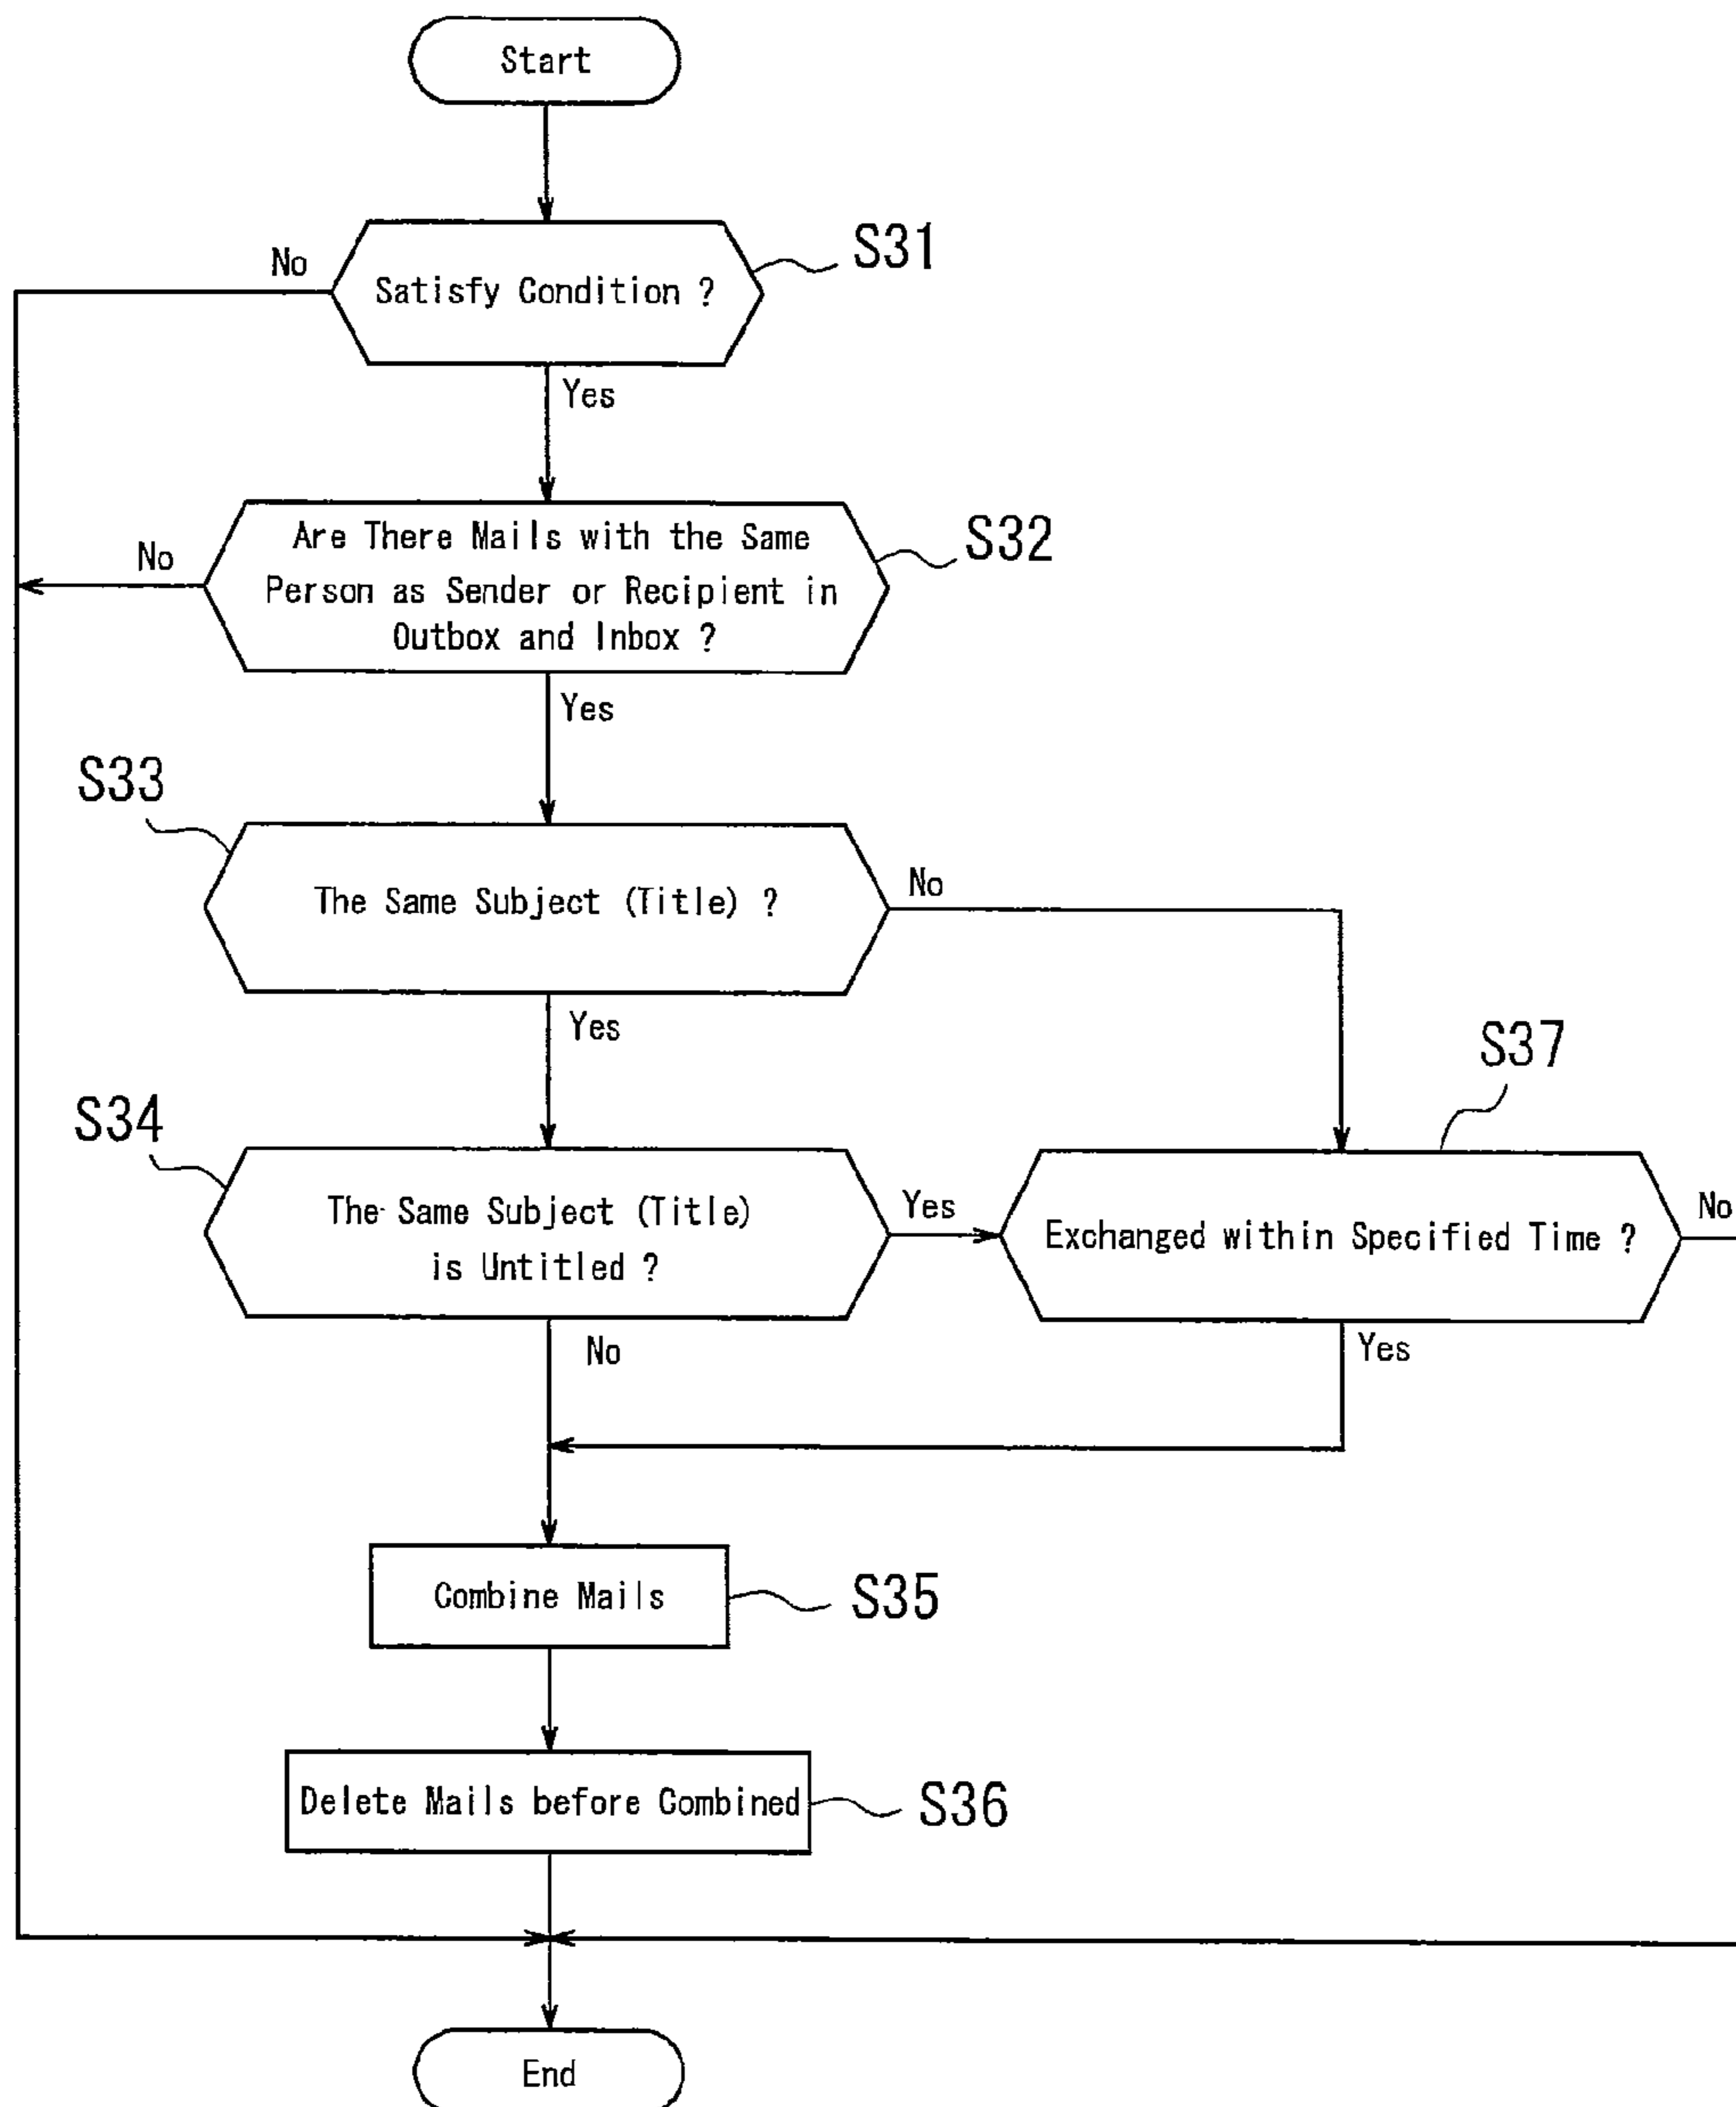 Start
No
Satisfy Condition ?
S31
Yes
Are There Mails with the Same
Person as Sender or Recipient in
Outbox and Inbox ?
S32
No
Yes
S33
The Same Subject (Title) ?
No
Yes
S37
S34
The Same Subject (Title)
is Untitled ?
Yes
Exchanged within Specified Time ?
No
No
Yes
Combine Mails
S35
Delete Mails before Combined
S36
End